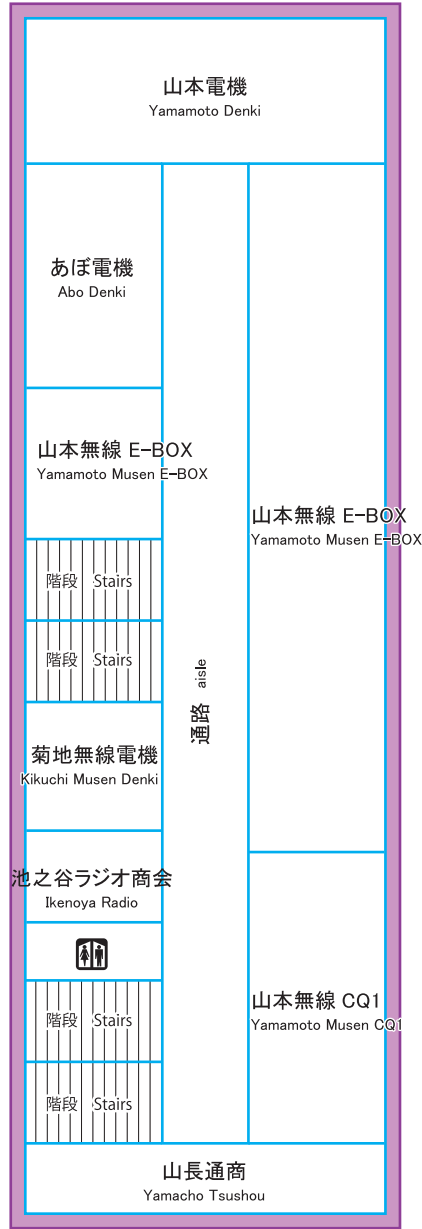 山本電機
Yamamoto Denki
あぼ電機
Abo Denki
山本無線 E-BOX
Yamamoto Musen E-BOX
山本無線 E-BOX
Yamamoto Musen E-BOX
階段 Stairs
階段 Stairs
通路 aisle
菊地無線電機
Kikuchi Musen Denki
池之谷ラジオ商会
Ikenoya Radio
山本無線 CQ1
Yamamoto Musen CQ1
階段 Stairs
階段 Stairs
山長通商
Yamacho Tsushou